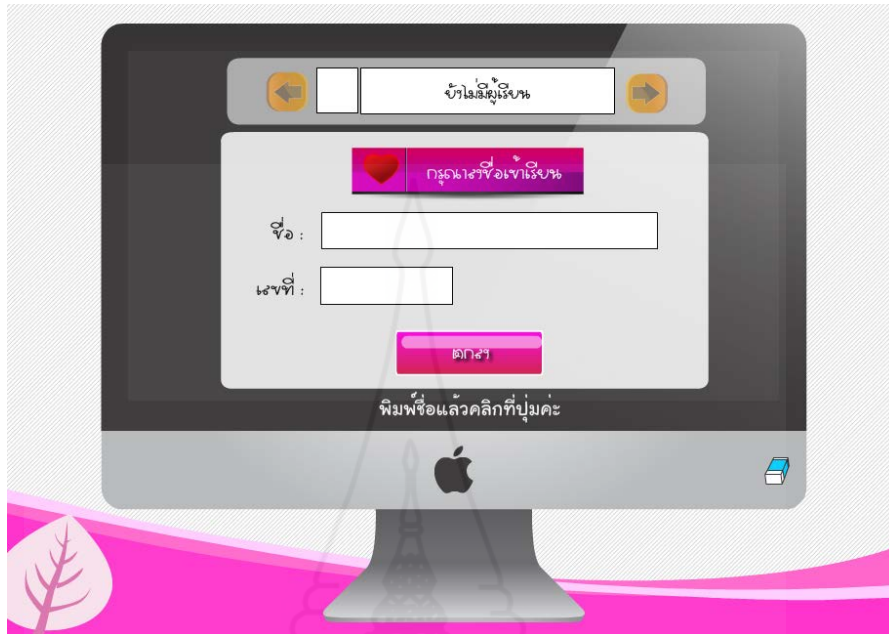 ยังไม่มีผู้เรียน
กรุณาลงชื่อเข้าเรียน
ชื่อ :
เลขที่ :
ตกลง
พิมพ์ชื่อแล้วคลิกที่ปุ่มค่ะ